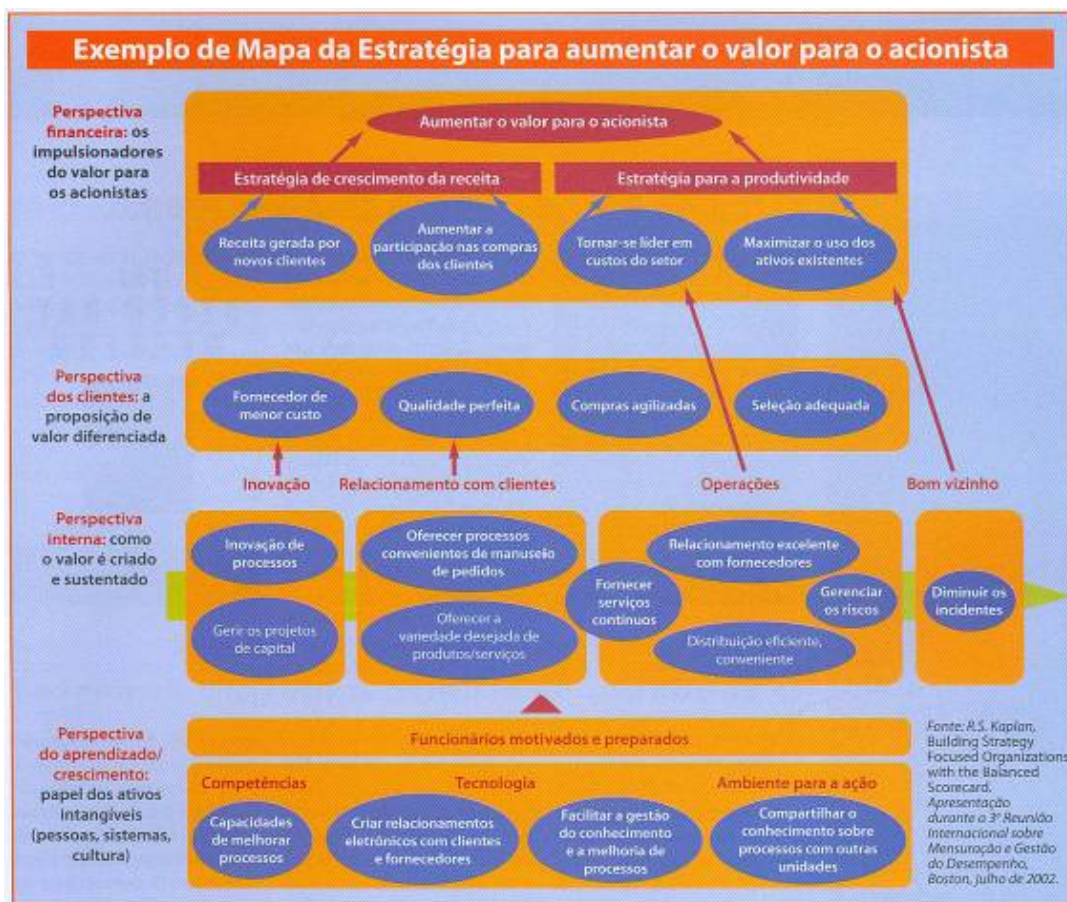 Exemplo de Mapa da Estratégia para aumentar o valor para o acionista
Perspectiva
financeira: os
impulsionadores
do valor para
os acionistas
Aumentar o valor para o acionista
Estratégia de crescimento da receita
Estratégia para a produtividade
Receita gerada por
novos clientes
Aumentar a
participação nas compras
dos clientes
Tornar-se líder em
custos do setor
Maximizar o uso dos
ativos existentes
Perspectiva
dos clientes: a
proposição de
valor diferenciada
Fornecedor de
menor custo
Qualidade perfeita
Compras agilizadas
Seleção adequada
Inovação
Relacionamento com clientes
Operações
Bom vizinho
Perspectiva
interna: como
o valor é criado
e sustentado
Inovação de
processos
Gerir os projetos
de capital
Oferecer processos
convenientes de manuseio
de pedidos
Oferecer a
variedade desejada de
produtos/serviços
Fornecer
serviços
contínuos
Relacionamento excelente
com fornecedores
Gerenciar
os riscos
Distribuição eficiente,
conveniente
Diminuir os
incidentes
Perspectiva
do aprendizado/
crescimento:
papel dos ativos
intangíveis
(pessoas, sistemas,
cultura)
Funcionários motivados e preparados
Competências
Tecnologia
Ambiente para a ação
Capacidades
de melhorar
processos
Criar relacionamentos
eletrônicos com clientes
e fornecedores
Facilitar a gestão
do conhecimento
e a melhoria de
processos
Compartilhar o
conhecimento sobre
processos com outras
unidades
Fonte: R.S. Kaplan,
Building Strategy
Focused Organizations
with the Balanced
Scorecard.
Apresentação
durante a 3ª Reunião
Internacional sobre
Mensuração e Gestão
do Desempenho,
Boston, julho de 2002.